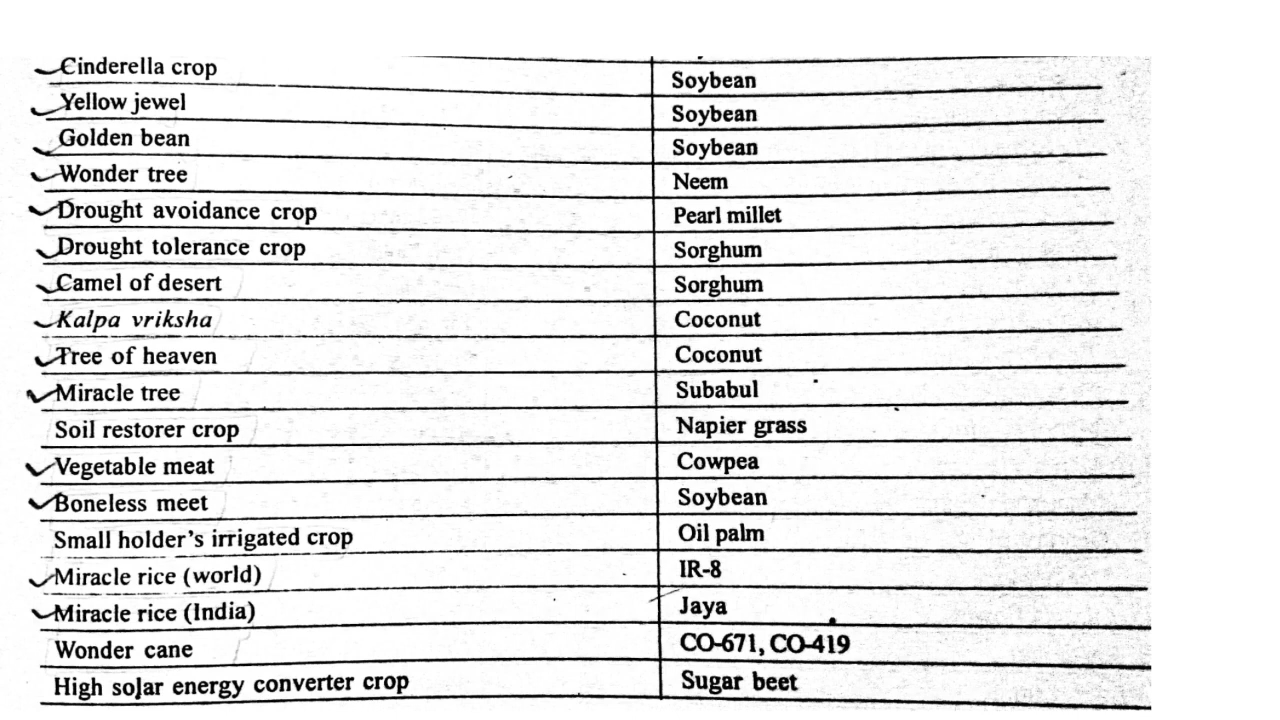 Cinderella crop Soybean
Yellow jewel Soybean
Golden bean Soybean
Wonder tree Neem
Drought avoidance crop Pearl millet
Drought tolerance crop Sorghum
Camel of desert Sorghum
Kalpa vriksha Coconut
Tree of heaven Coconut
Miracle tree Subabul
Soil restorer crop Napier grass
Vegetable meat Cowpea
Boneless meet Soybean
Small holder's irrigated crop Oil palm
Miracle rice (world) IR-8
Miracle rice (India) Jaya
Wonder cane CO-671, CO-419
High solar energy converter crop Sugar beet